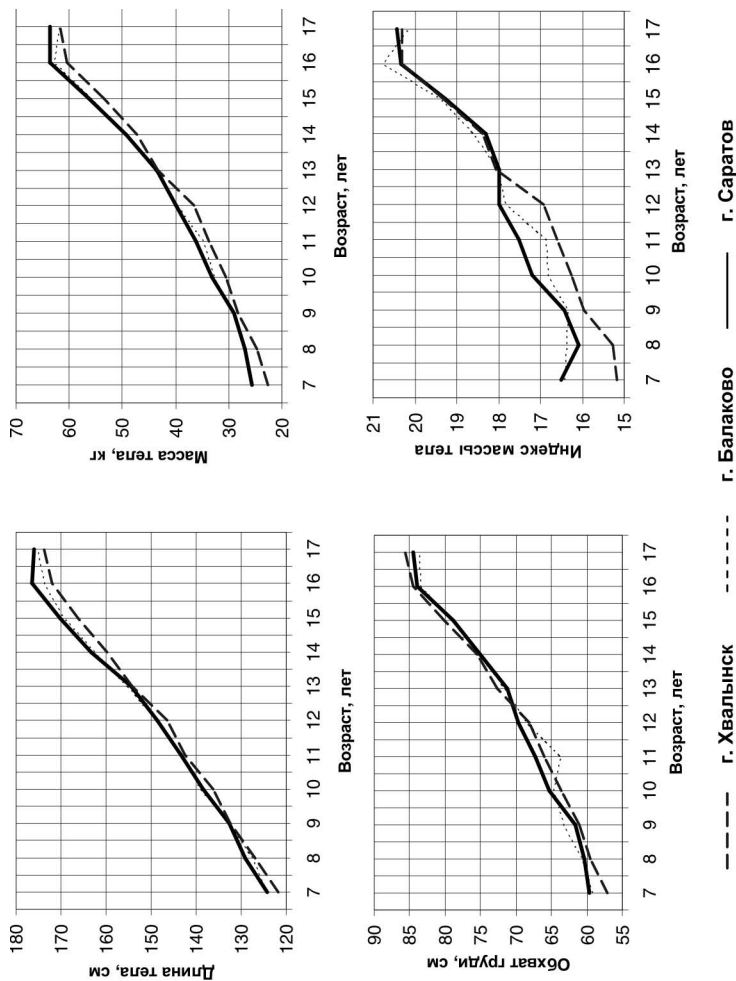 180
170
160
150
140
130
120
Длина тела, см
7 8 9 10 11 12 13 14 15 16 17
Возраст, лет
70
60
50
40
30
20
Масса тела, кг
7 8 9 10 11 12 13 14 15 16 17
Возраст, лет
90
85
80
75
70
65
60
55
Обхват груди, см
7 8 9 10 11 12 13 14 15 16 17
Возраст, лет
21
20
19
18
17
16
15
Индекс массы тела
7 8 9 10 11 12 13 14 15 16 17
Возраст, лет
г. Хвалынск г. Балаково г. Саратов